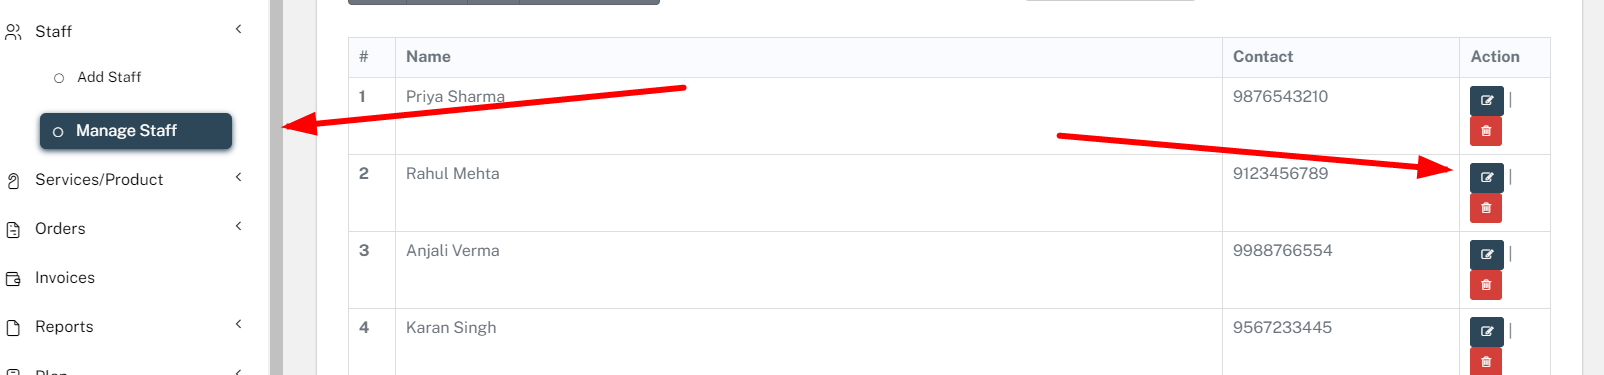 Staff
Add Staff
Manage Staff
Services/Product
Orders
Invoices
Reports
# Name Contact Action
1 Priya Sharma 9876543210 |
2 Rahul Mehta 9123456789 |
3 Anjali Verma 9988766554 |
4 Karan Singh 9567233445 |